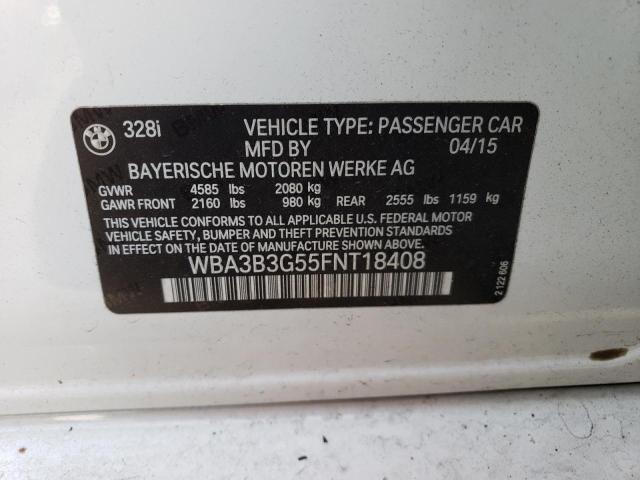 328i VEHICLE TYPE: PASSENGER CAR
MFD BY 04/15
BAYERISCHE MOTOREN WERKE AG
GVWR 4585 lbs 2080 kg
GAWR FRONT 2160 lbs 980 kg REAR 2555 lbs 1159 kg
THIS VEHICLE CONFORMS TO ALL APPLICABLE U.S. FEDERAL MOTOR
VEHICLE SAFETY, BUMPER AND THEFT PREVENTION STANDARDS
IN EFFECT ON THE DATE OF MANUFACTURE SHOWN ABOVE
WBA3B3G55FNT18408
2 122 606